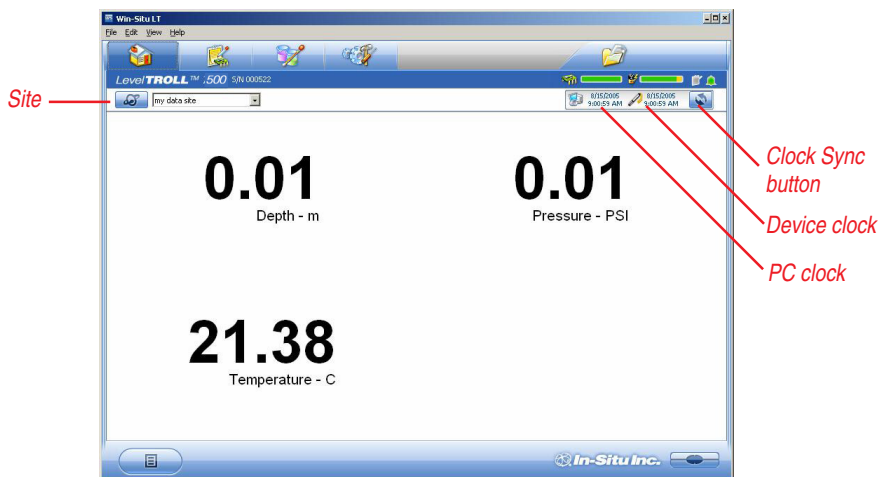 Win-Situ LT
File Edit View Help
LevelTROLL™ :500 S/N 000522
Site
my data site
8/15/2005
9:00:59 AM
8/15/2005
9:00:59 AM
Clock Sync
button
Device clock
PC clock
0.01
Depth - m
0.01
Pressure - PSI
21.38
Temperature - C
In-Situ Inc.